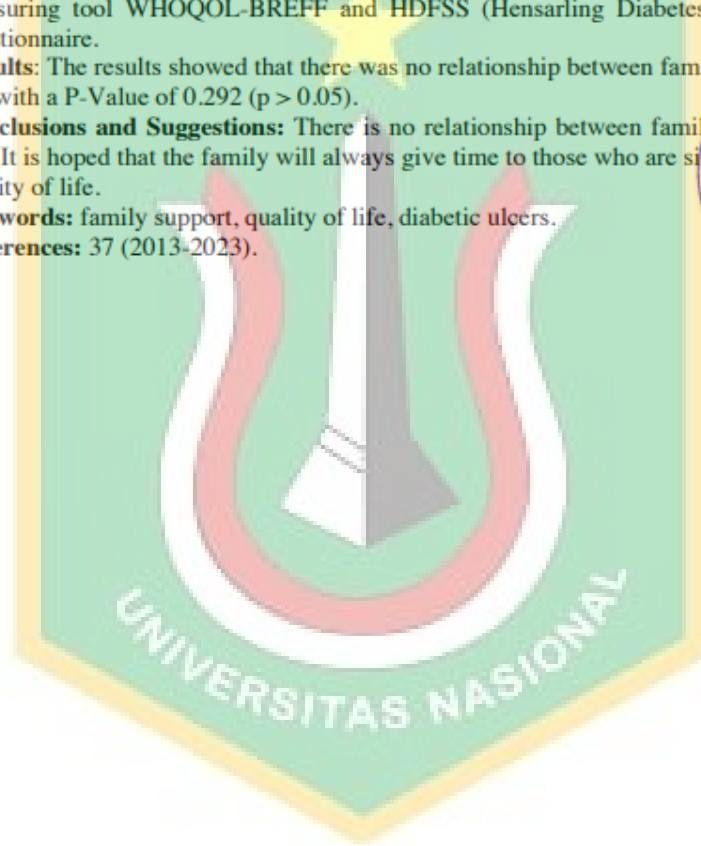 suring tool WHOQOL-BREFF and HDFSS (Hensarling Diabetes
tionnaire.
ults: The results showed that there was no relationship between fam
with a P-Value of 0.292 (p > 0.05).
clusions and Suggestions: There is no relationship between famil
It is hoped that the family will always give time to those who are si
ity of life.
words: family support, quality of life, diabetic ulcers.
erences: 37 (2013-2023).
UNIVERSITAS NASIONAL